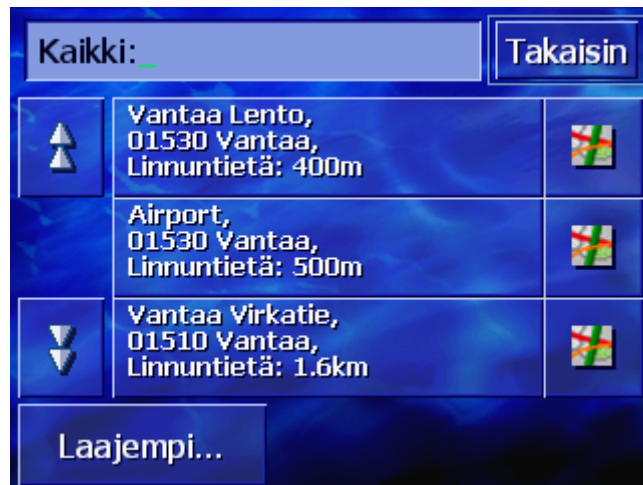 Kaikki:_
Takaisin
Vantaa Lento,
01530 Vantaa,
Linnuntietä: 400m
Airport,
01530 Vantaa,
Linnuntietä: 500m
Vantaa Virkatie,
01510 Vantaa,
Linnuntietä: 1.6km
Laajempi...